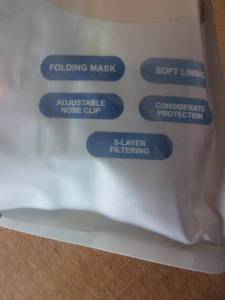 FOLDING MASK
SOFT LINING
ADJUSTABLE
NOSE CLIP
CONSIDERATE
PROTECTION
5-LAYER
FILTERING